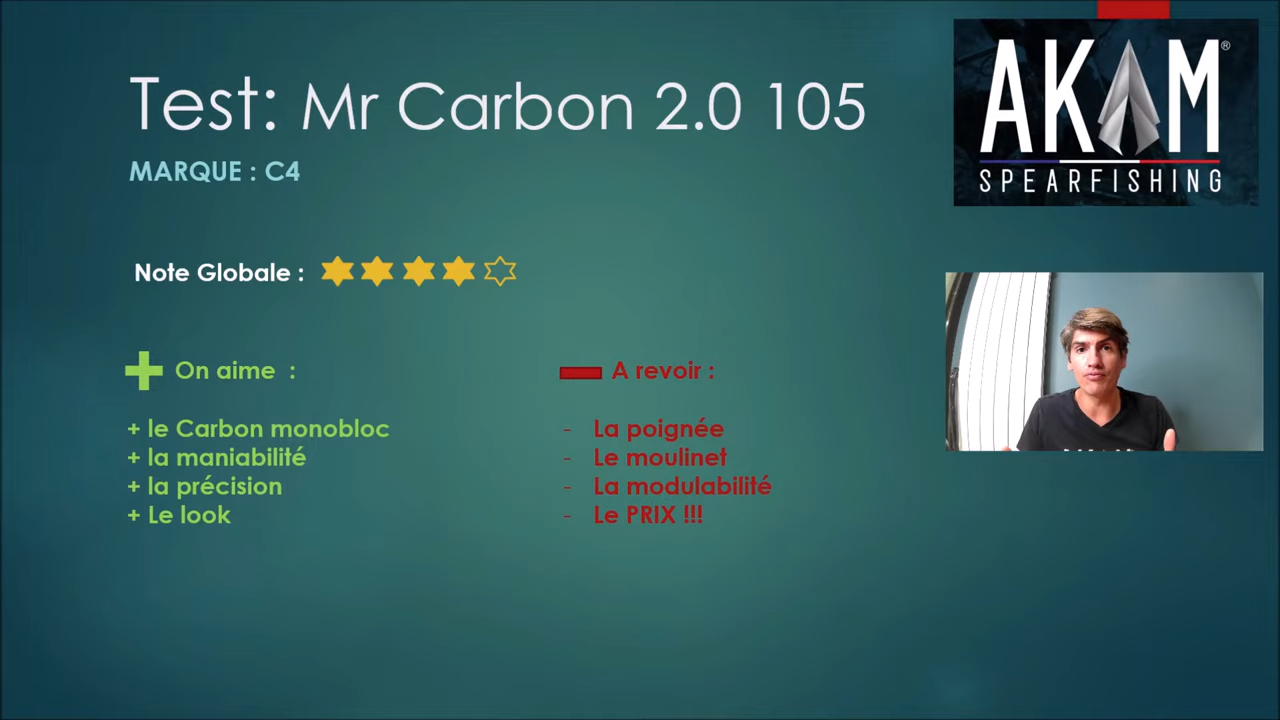 Test: Mr Carbon 2.0 105
MARQUE : C4
AKAM®
SPEARFISHING
Note Globale :
On aime :
+ le Carbon monobloc
+ la maniabilité
+ la précision
+ Le look
A revoir :
- La poignée
- Le moulinet
- La modulabilité
- Le PRIX !!!